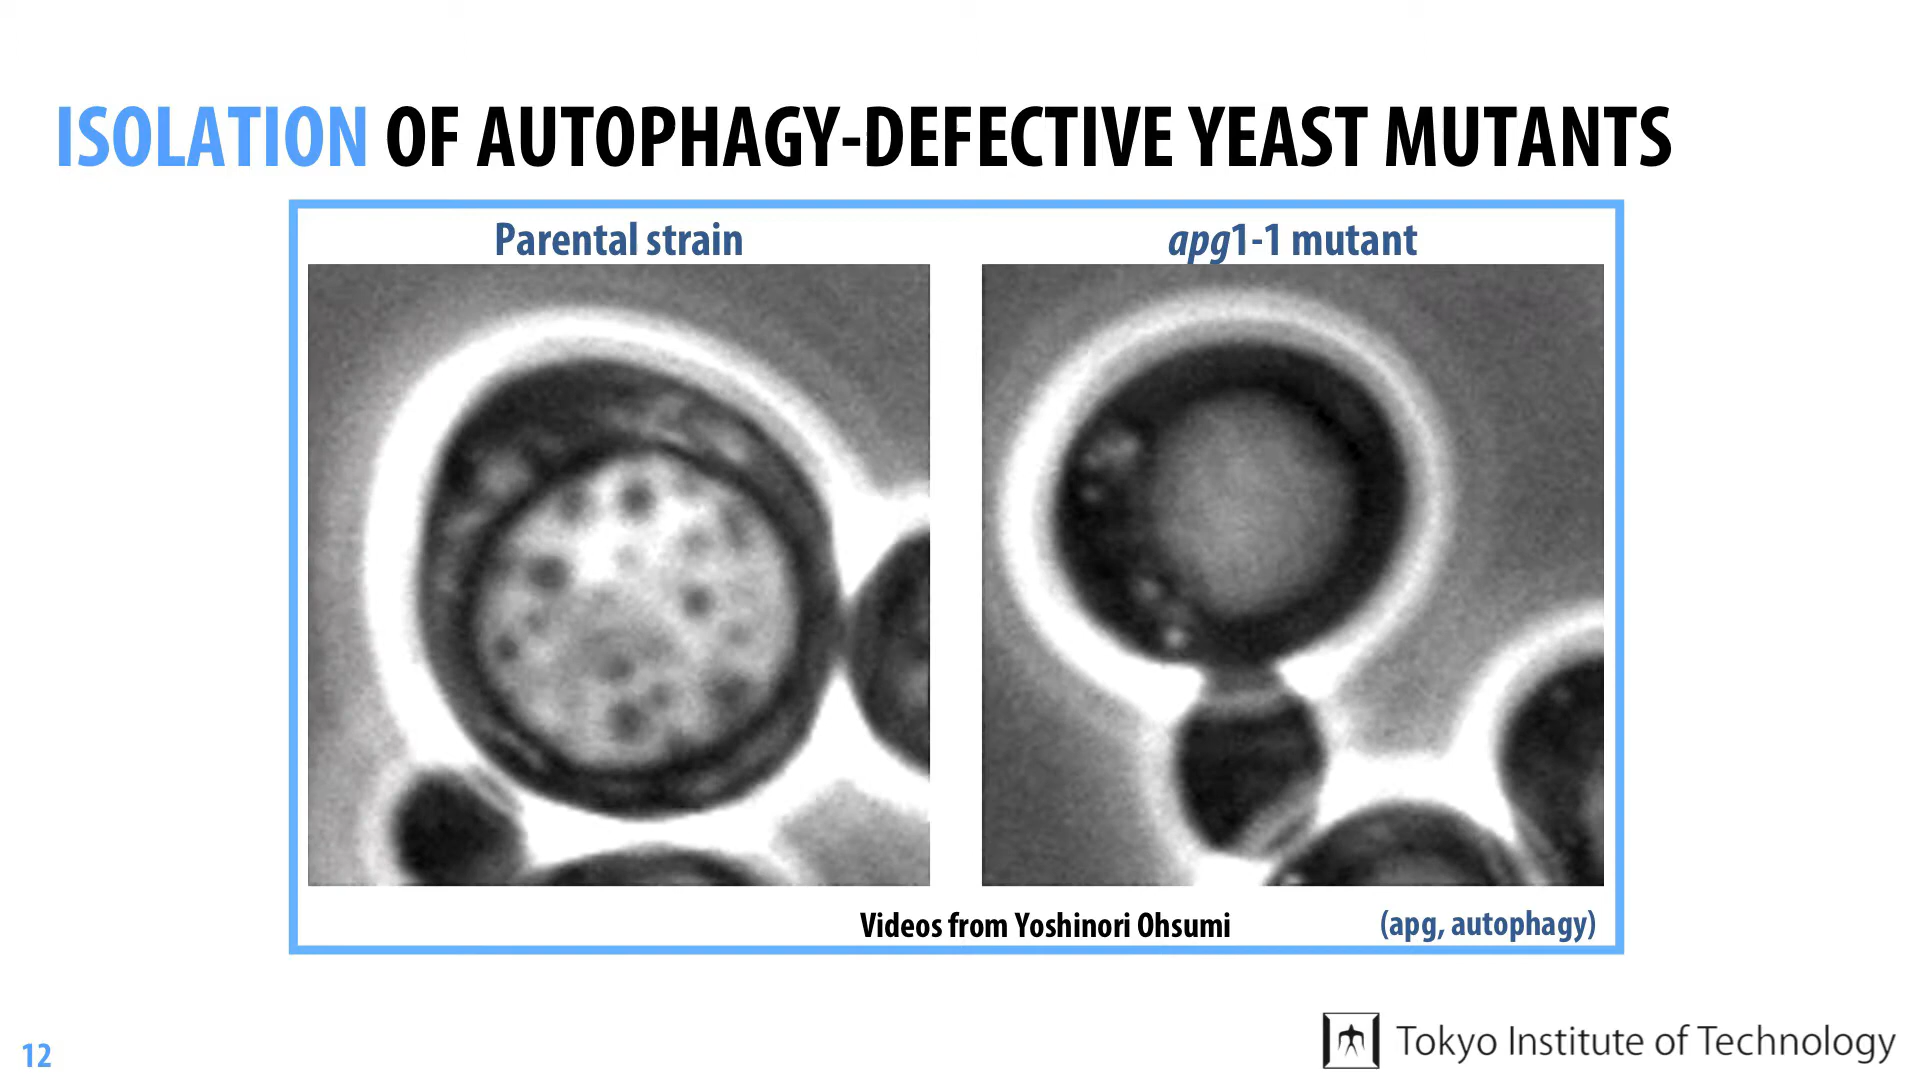 ISOLATION OF AUTOPHAGY-DEFECTIVE YEAST MUTANTS
Parental strain
apg1-1 mutant
Videos from Yoshinori Ohsumi
(apg, autophagy)
12
Tokyo Institute of Technology